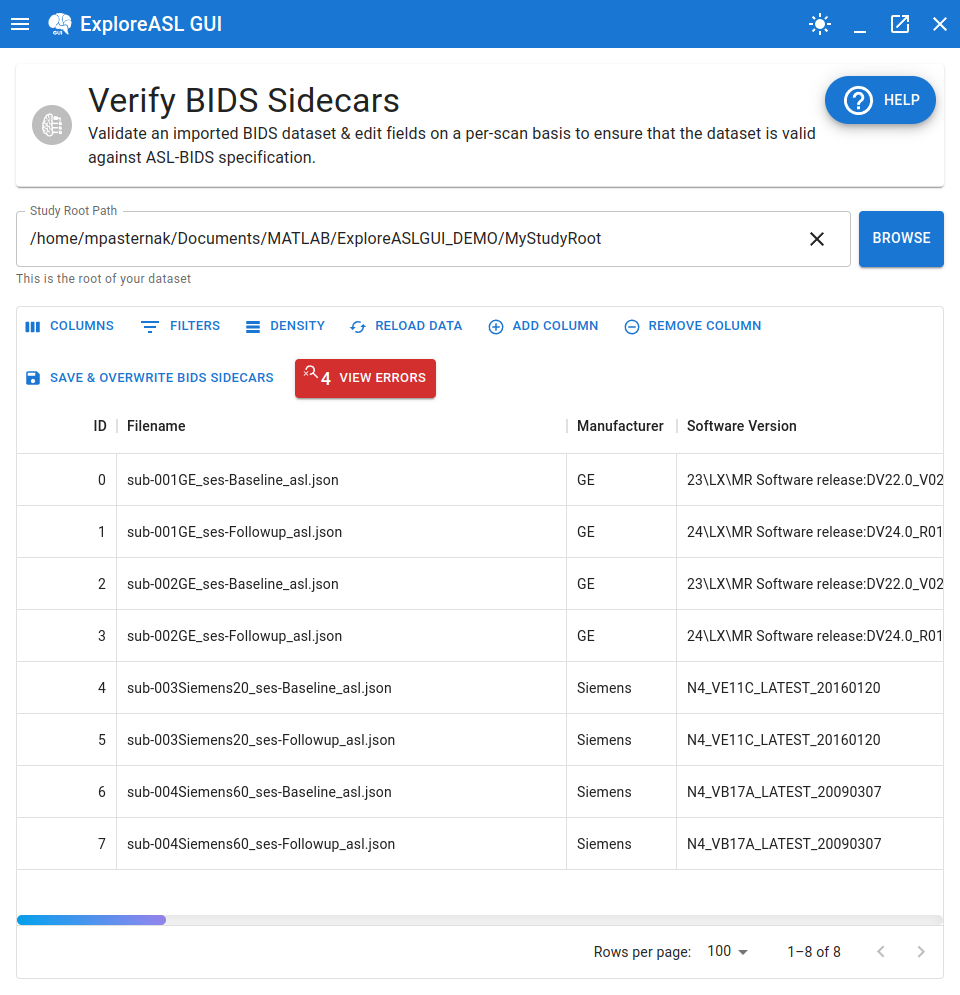 ExploreASL GUI
GUI
Verify BIDS Sidecars
Validate an imported BIDS dataset & edit fields on a per-scan basis to ensure that the dataset is valid
against ASL-BIDS specification.
HELP
Study Root Path
/home/mpasternak/Documents/MATLAB/ExploreASLGUI_DEMO/MyStudyRoot
BROWSE
This is the root of your dataset
COLUMNS FILTERS DENSITY RELOAD DATA ADD COLUMN REMOVE COLUMN
SAVE & OVERWRITE BIDS SIDECARS 4 VIEW ERRORS
ID Filename Manufacturer Software Version
0 sub-001GE_ses-Baseline_asl.json GE 23\LX\MR Software release:DV22.0_V02
1 sub-001GE_ses-Followup_asl.json GE 24\LX\MR Software release:DV24.0_R01
2 sub-002GE_ses-Baseline_asl.json GE 23\LX\MR Software release:DV22.0_V02
3 sub-002GE_ses-Followup_asl.json GE 24\LX\MR Software release:DV24.0_R01
4 sub-003Siemens20_ses-Baseline_asl.json Siemens N4_VE11C_LATEST_20160120
5 sub-003Siemens20_ses-Followup_asl.json Siemens N4_VE11C_LATEST_20160120
6 sub-004Siemens60_ses-Baseline_asl.json Siemens N4_VB17A_LATEST_20090307
7 sub-004Siemens60_ses-Followup_asl.json Siemens N4_VB17A_LATEST_20090307
Rows per page: 100 1–8 of 8